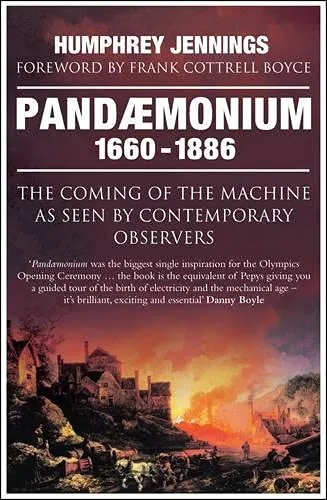 HUMPHREY JENNINGS
FOREWORD BY FRANK COTTRELL BOYCE
PANDÆMONIUM
1660-1886
THE COMING OF THE MACHINE
AS SEEN BY CONTEMPORARY
OBSERVERS
‘Pandæmonium was the biggest single inspiration for the Olympics
Opening Ceremony … the book is the equivalent of Pepys giving you
a guided tour of the birth of electricity and the mechanical age –
it’s brilliant, exciting and essential’ Danny Boyle